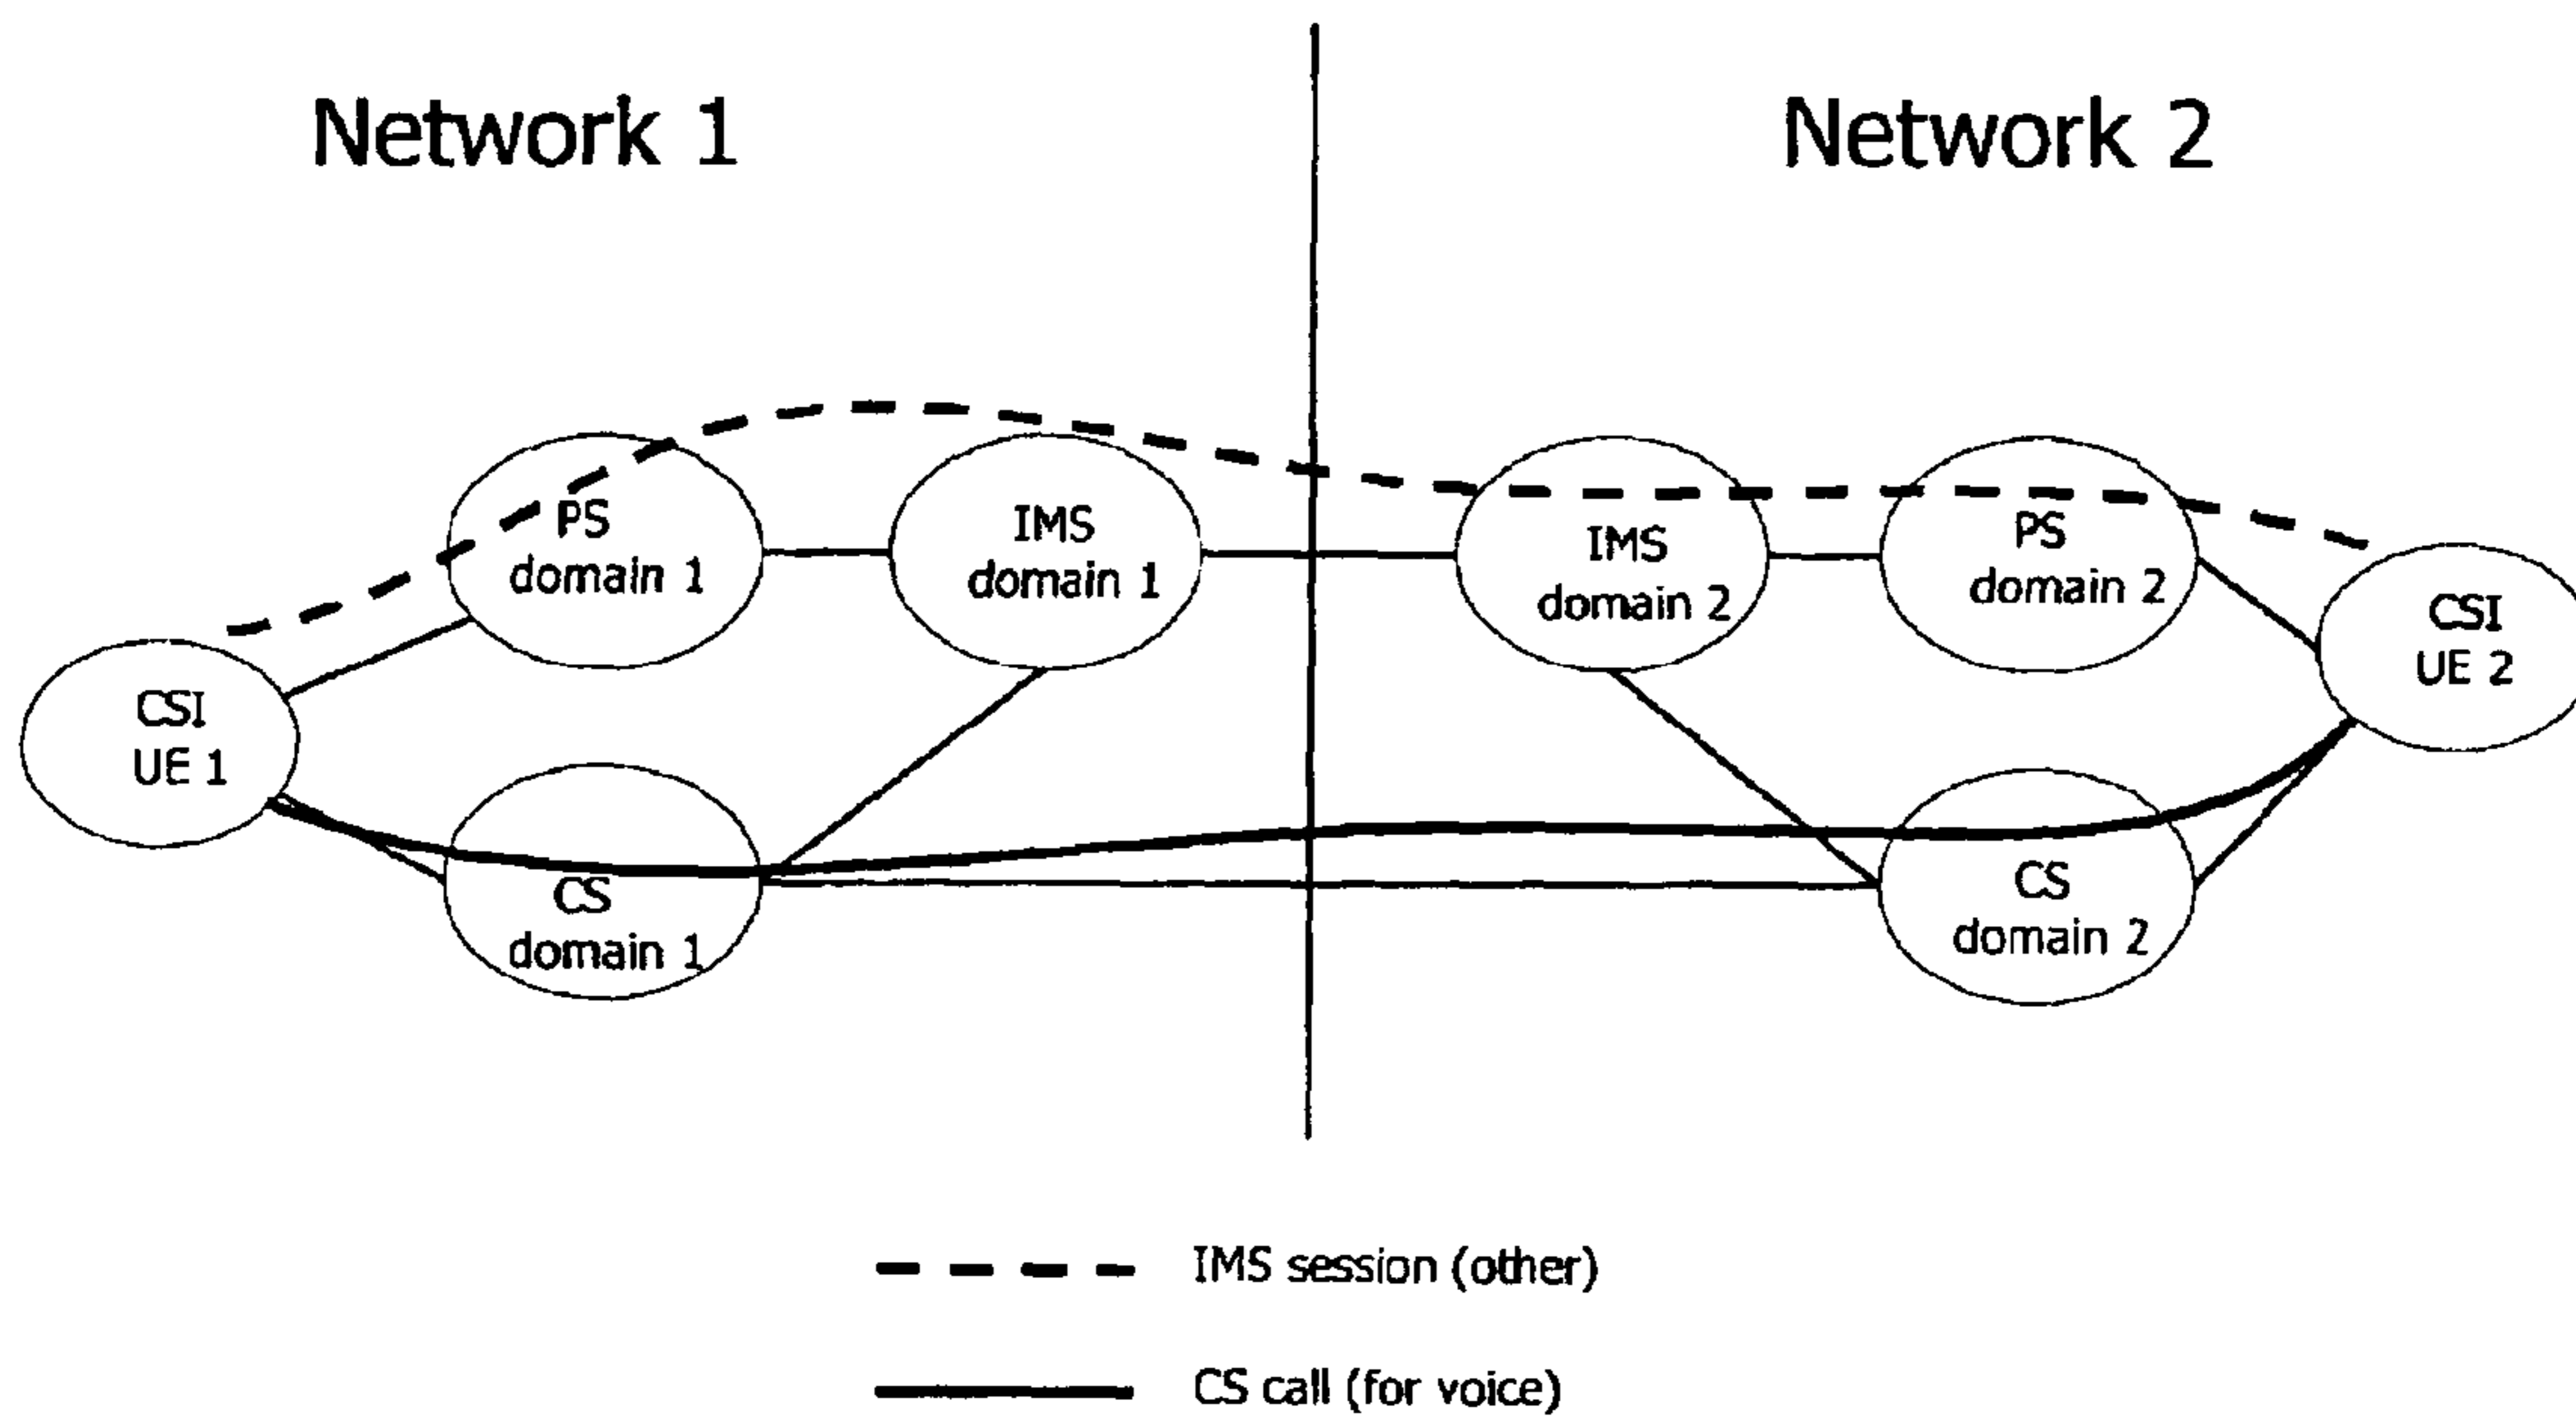 Network 1
Network 2
PS
domain 1
IMS
domain 1
IMS
domain 2
PS
domain 2
CSI
UE 1
CSI
UE 2
CS
domain 1
CS
domain 2
IMS session (other)
CS call (for voice)